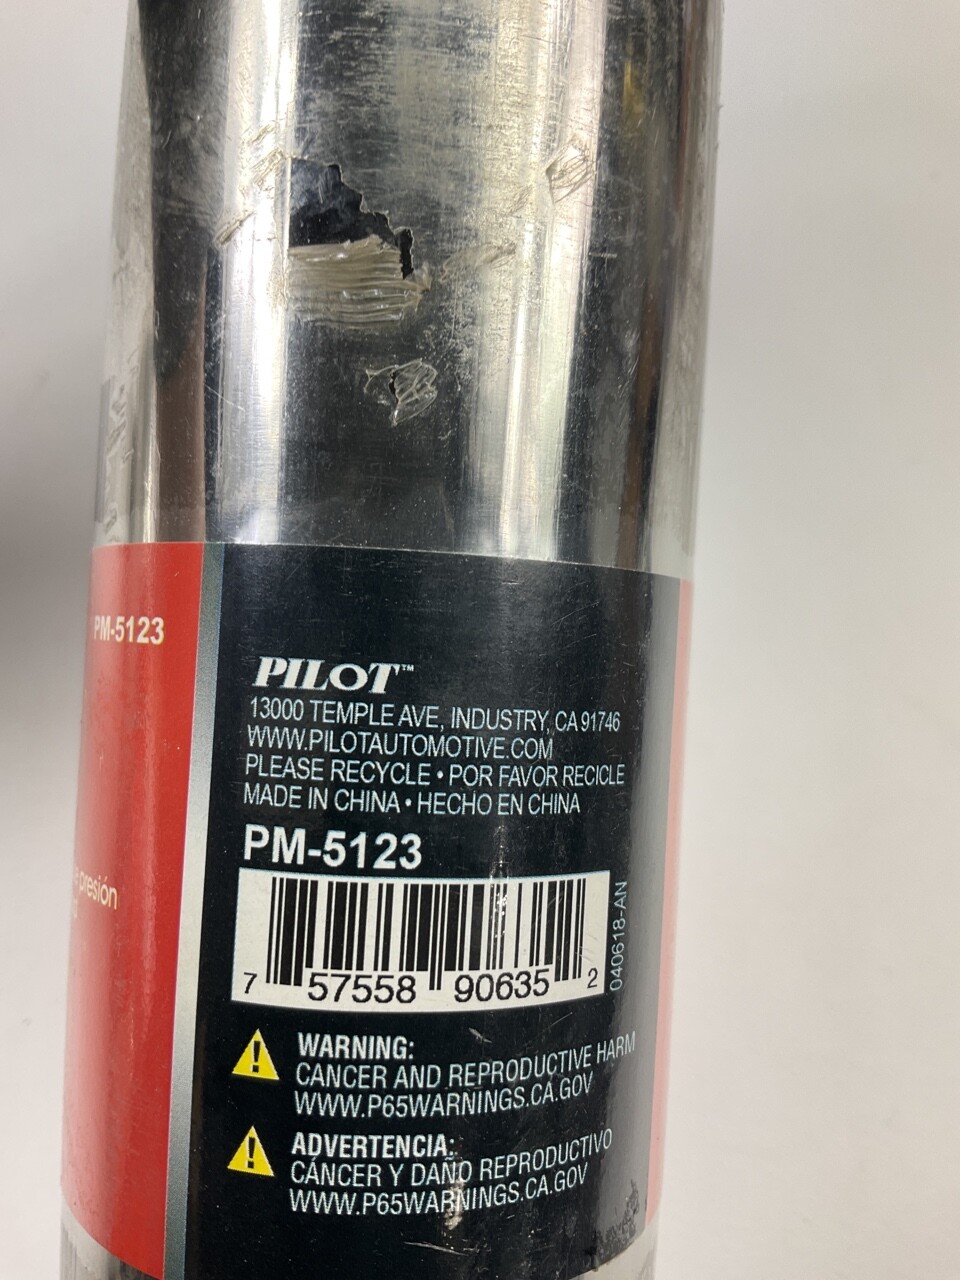 PM-5123
presión
PILOT™
13000 TEMPLE AVE, INDUSTRY, CA 91746
WWW.PILOTAUTOMOTIVE.COM
PLEASE RECYCLE • POR FAVOR RECICLE
MADE IN CHINA • HECHO EN CHINA
PM-5123
7 57558 90635 2
040618-AN
WARNING:
CANCER AND REPRODUCTIVE HARM
WWW.P65WARNINGS.CA.GOV
ADVERTENCIA:
CÁNCER Y DAÑO REPRODUCTIVO
WWW.P65WARNINGS.CA.GOV